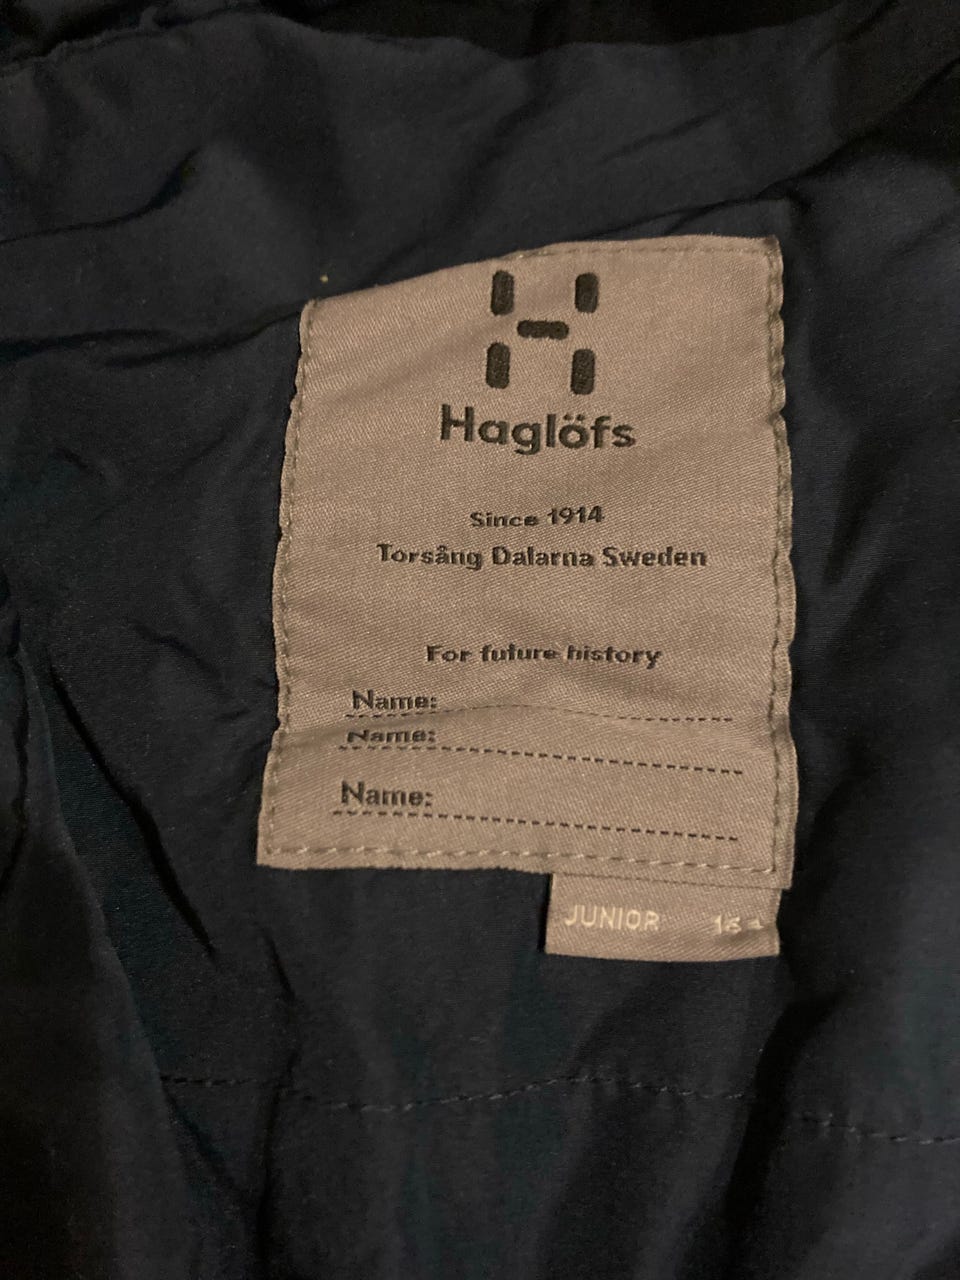 Haglöfs
Since 1914
Torsång Dalarna Sweden
For future history
Name:
Name:
Name:
JUNIOR